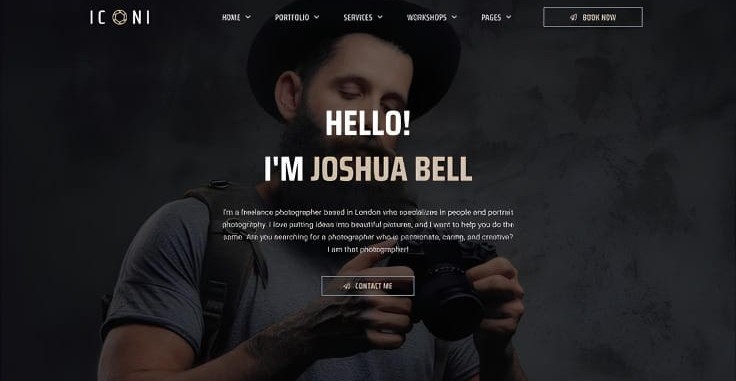 ICONI
HOME
PORTFOLIO
SERVICES
WORKSHOPS
PAGES
BOOK NOW
HELLO!
I'M JOSHUA BELL
I'm a freelance photographer based in London who specializes in people and portrait
photography. I love putting ideas into beautiful pictures, and I want to help you do the
same. Are you searching for a photographer who is passionate, caring, and creative?
I am that photographer!
CONTACT ME